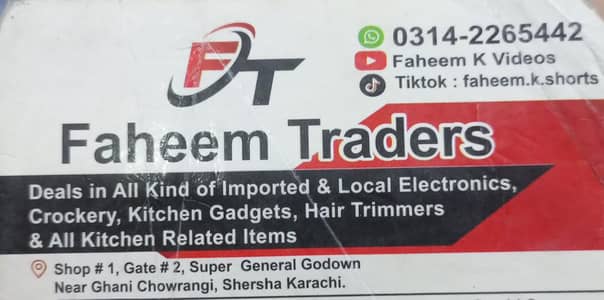 FT
0314-2265442
Faheem K Videos
Tiktok : faheem.k.shorts
Faheem Traders
Deals in All Kind of Imported & Local Electronics,
Crockery, Kitchen Gadgets, Hair Trimmers
& All Kitchen Related Items
Shop # 1, Gate # 2, Super General Godown
Near Ghani Chowrangi, Shersha Karachi.